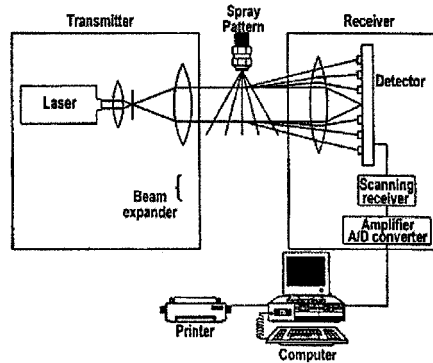 Transmitter
Spray
Pattern
Receiver
Laser
Detector
Beam
expander
Scanning
receiver
Amplifier
A/D converter
Printer
Computer